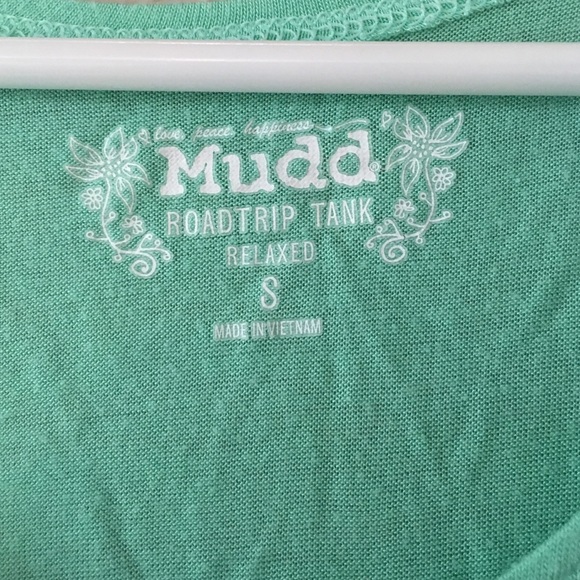 love, peace, happiness
Mudd
ROADTRIP TANK
RELAXED
S
MADE IN VIETNAM